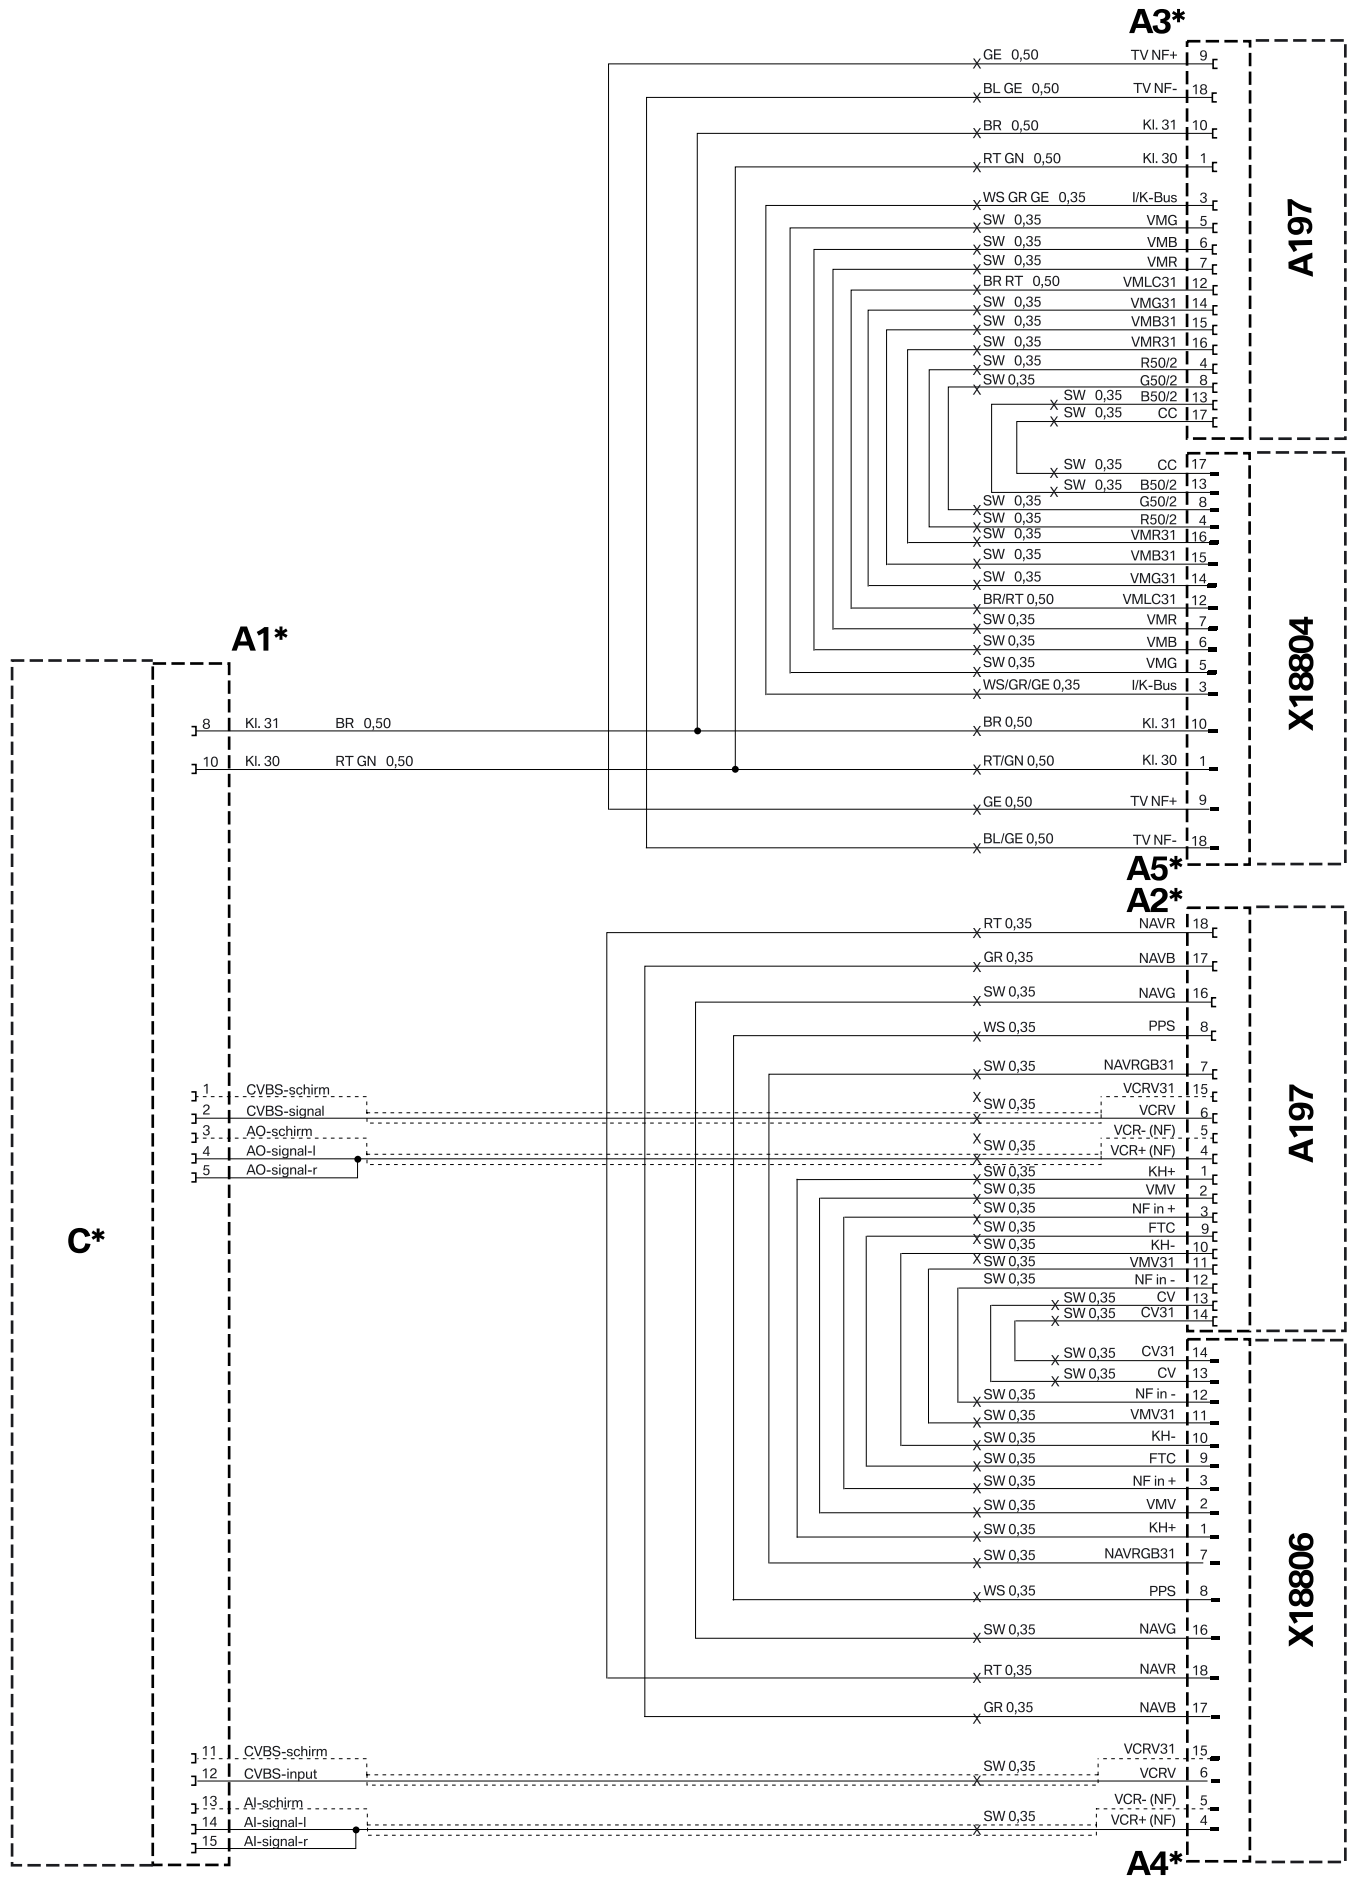 A3*
GE 0,50 TV NF+ 9
BL GE 0,50 TV NF- 18
BR 0,50 Kl. 31 10
RT GN 0,50 Kl. 30 1
WS GR GE 0,35 I/K-Bus 3
SW 0,35 VMG 5
SW 0,35 VMB 6
SW 0,35 VMR 7
BR RT 0,50 VMLC31 12
SW 0,35 VMG31 14
SW 0,35 VMB31 15
SW 0,35 VMR31 16
SW 0,35 R50/2 4
SW 0,35 G50/2 8
SW 0,35 B50/2 13
SW 0,35 CC 17
A197
SW 0,35 CC 17
SW 0,35 B50/2 13
SW 0,35 G50/2 8
SW 0,35 R50/2 4
SW 0,35 VMR31 16
SW 0,35 VMB31 15
SW 0,35 VMG31 14
BR/RT 0,50 VMLC31 12
SW 0,35 VMR 7
SW 0,35 VMB 6
SW 0,35 VMG 5
WS/GR/GE 0,35 I/K-Bus 3
A1*
8 Kl. 31 BR 0,50 BR 0,50 Kl. 31 10
10 Kl. 30 RT GN 0,50 RT/GN 0,50 Kl. 30 1
GE 0,50 TV NF+ 9
BL/GE 0,50 TV NF- 18
X18804
A5*
A2*
RT 0,35 NAVR 18
GR 0,35 NAVB 17
SW 0,35 NAVG 16
WS 0,35 PPS 8
SW 0,35 NAVRGB31 7
1 CVBS-schirm VCRV31 15
2 CVBS-signal SW 0,35 VCRV 6
3 AO-schirm VCR- (NF) 5
4 AO-signal-l SW 0,35 VCR+ (NF) 4
5 AO-signal-r
SW 0,35 KH+ 1
SW 0,35 VMV 2
SW 0,35 NF in + 3
SW 0,35 FTC 9
SW 0,35 KH- 10
SW 0,35 VMV31 11
SW 0,35 NF in - 12
SW 0,35 CV 13
SW 0,35 CV31 14
A197
C*
SW 0,35 CV31 14
SW 0,35 CV 13
SW 0,35 NF in - 12
SW 0,35 VMV31 11
SW 0,35 KH- 10
SW 0,35 FTC 9
SW 0,35 NF in + 3
SW 0,35 VMV 2
SW 0,35 KH+ 1
SW 0,35 NAVRGB31 7
WS 0,35 PPS 8
SW 0,35 NAVG 16
RT 0,35 NAVR 18
GR 0,35 NAVB 17
X18806
11 CVBS-schirm VCRV31 15
12 CVBS-input SW 0,35 VCRV 6
13 AI-schirm VCR- (NF) 5
14 AI-signal-l SW 0,35 VCR+ (NF) 4
15 AI-signal-r
A4*